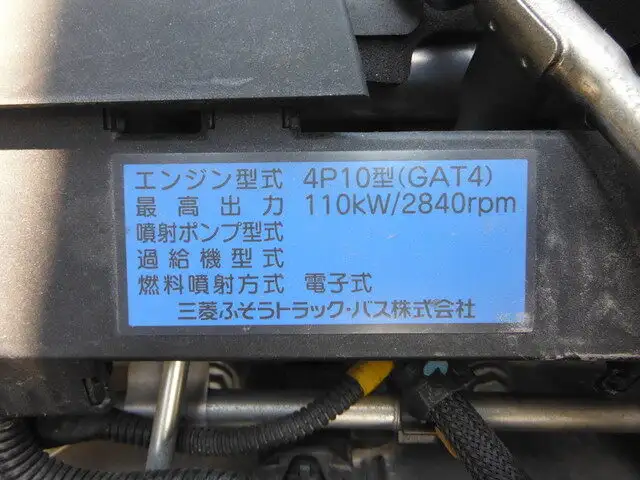 エンジン型式 4P10型(GAT4)
最高出力 110kW/2840rpm
噴射ポンプ型式
過給機型式
燃料噴射方式 電子式
三菱ふそうトラック・バス株式会社